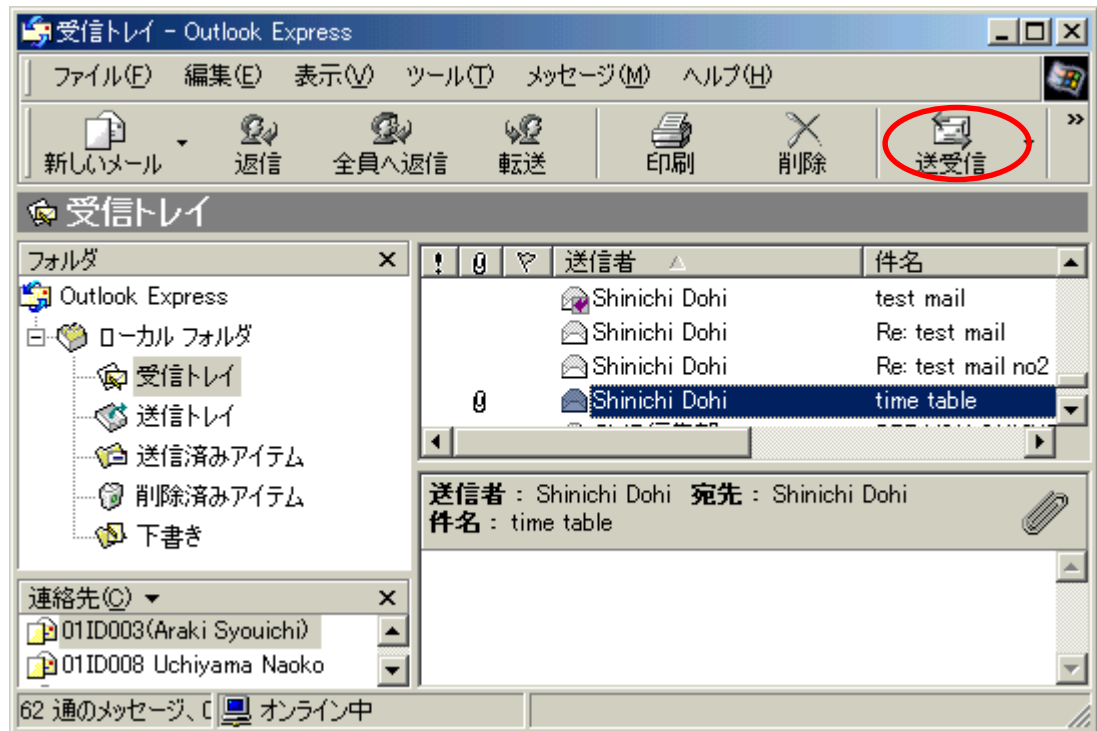 受信トレイ - Outlook Express
ファイル(F) 編集(E) 表示(V) ツール(T) メッセージ(M) ヘルプ(H)
新しいメール 返信 全員へ返信 転送 印刷 削除 送受信 »
受信トレイ
フォルダ ×
Outlook Express
ローカル フォルダ
受信トレイ
送信トレイ
送信済みアイテム
削除済みアイテム
下書き
! 送信者 件名
Shinichi Dohi test mail
Shinichi Dohi Re: test mail
Shinichi Dohi Re: test mail no2
Shinichi Dohi time table
送信者 : Shinichi Dohi 宛先 : Shinichi Dohi
件名 : time table
連絡先(C) ×
01ID003(Araki Syouichi)
01ID008 Uchiyama Naoko
62 通のメッセージ、 オンライン中